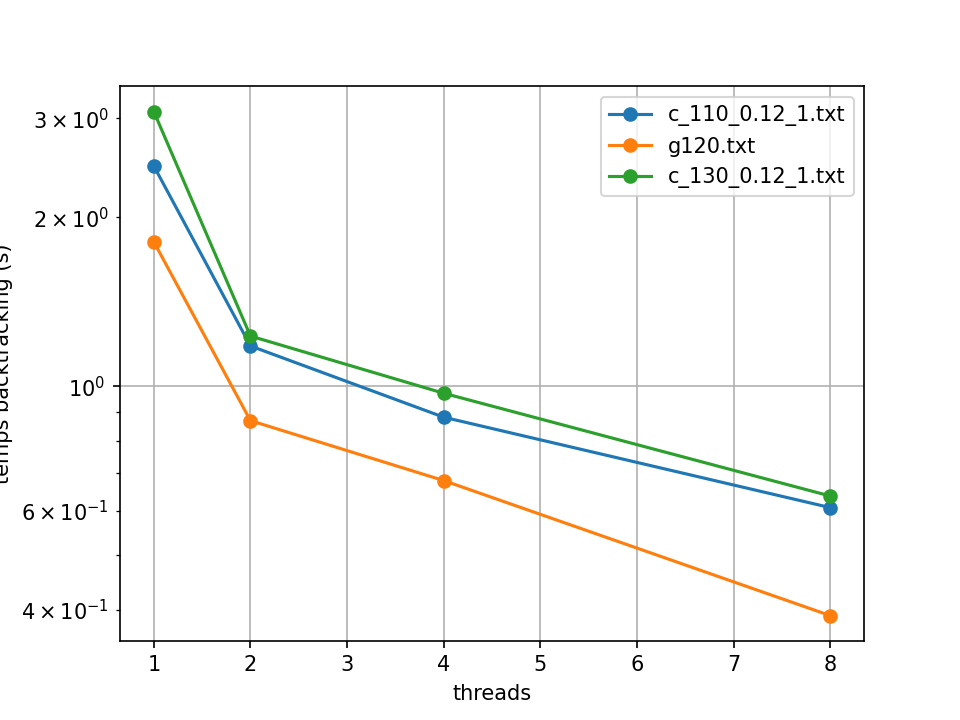 c_110_0.12_1.txt
g120.txt
c_130_0.12_1.txt
3 × 10⁰
2 × 10⁰
10⁰
6 × 10⁻¹
4 × 10⁻¹
temps backtracking (s)
1 2 3 4 5 6 7 8
threads